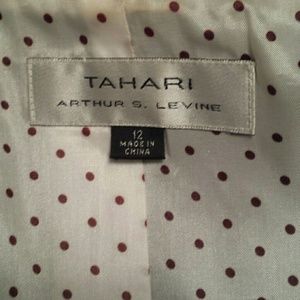 TAHARI
ARTHUR S. LEVINE
12
MADE IN
CHINA